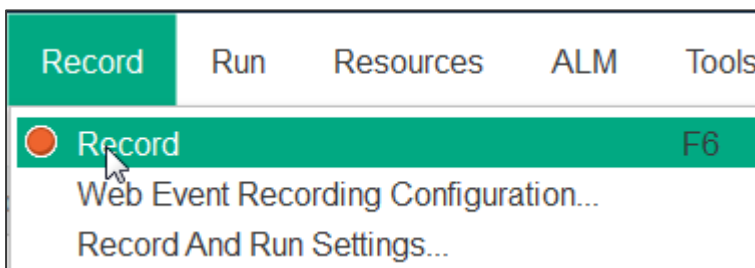 Record Run Resources ALM Tools
Record F6
Web Event Recording Configuration...
Record And Run Settings...